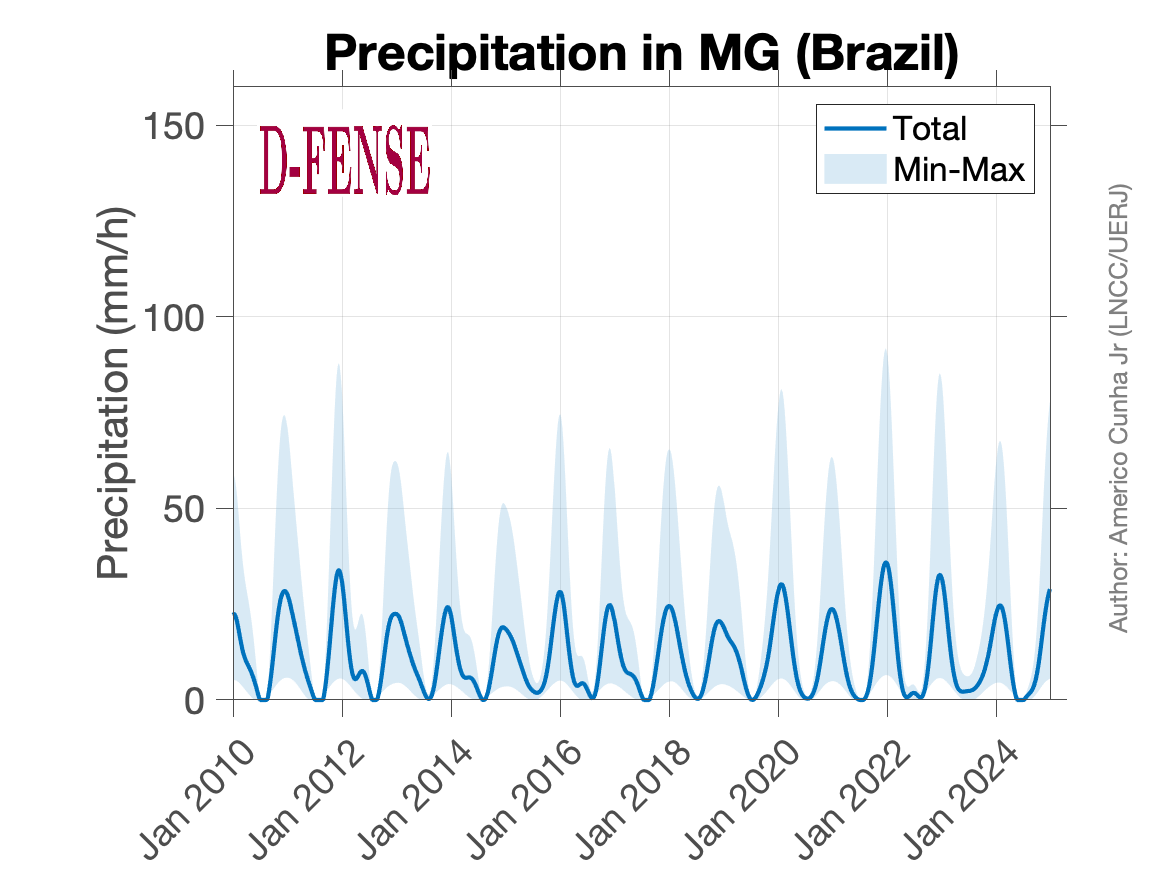 Precipitation in MG (Brazil)
D-FENSE
Total
Min-Max
Precipitation (mm/h)
150
100
50
0
Jan 2010
Jan 2012
Jan 2014
Jan 2016
Jan 2018
Jan 2020
Jan 2022
Jan 2024
Author: Americo Cunha Jr (LNCC/UERJ)